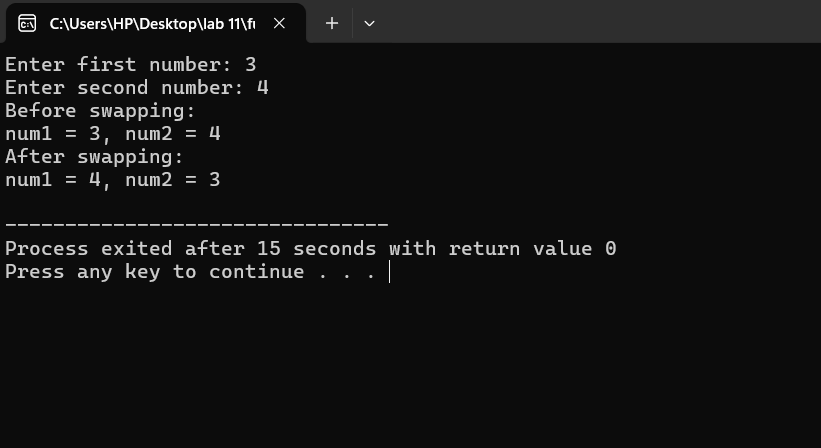 C:\Users\HP\Desktop\lab 11\fu
Enter first number: 3
Enter second number: 4
Before swapping:
num1 = 3, num2 = 4
After swapping:
num1 = 4, num2 = 3
--------------------------------
Process exited after 15 seconds with return value 0
Press any key to continue . . .